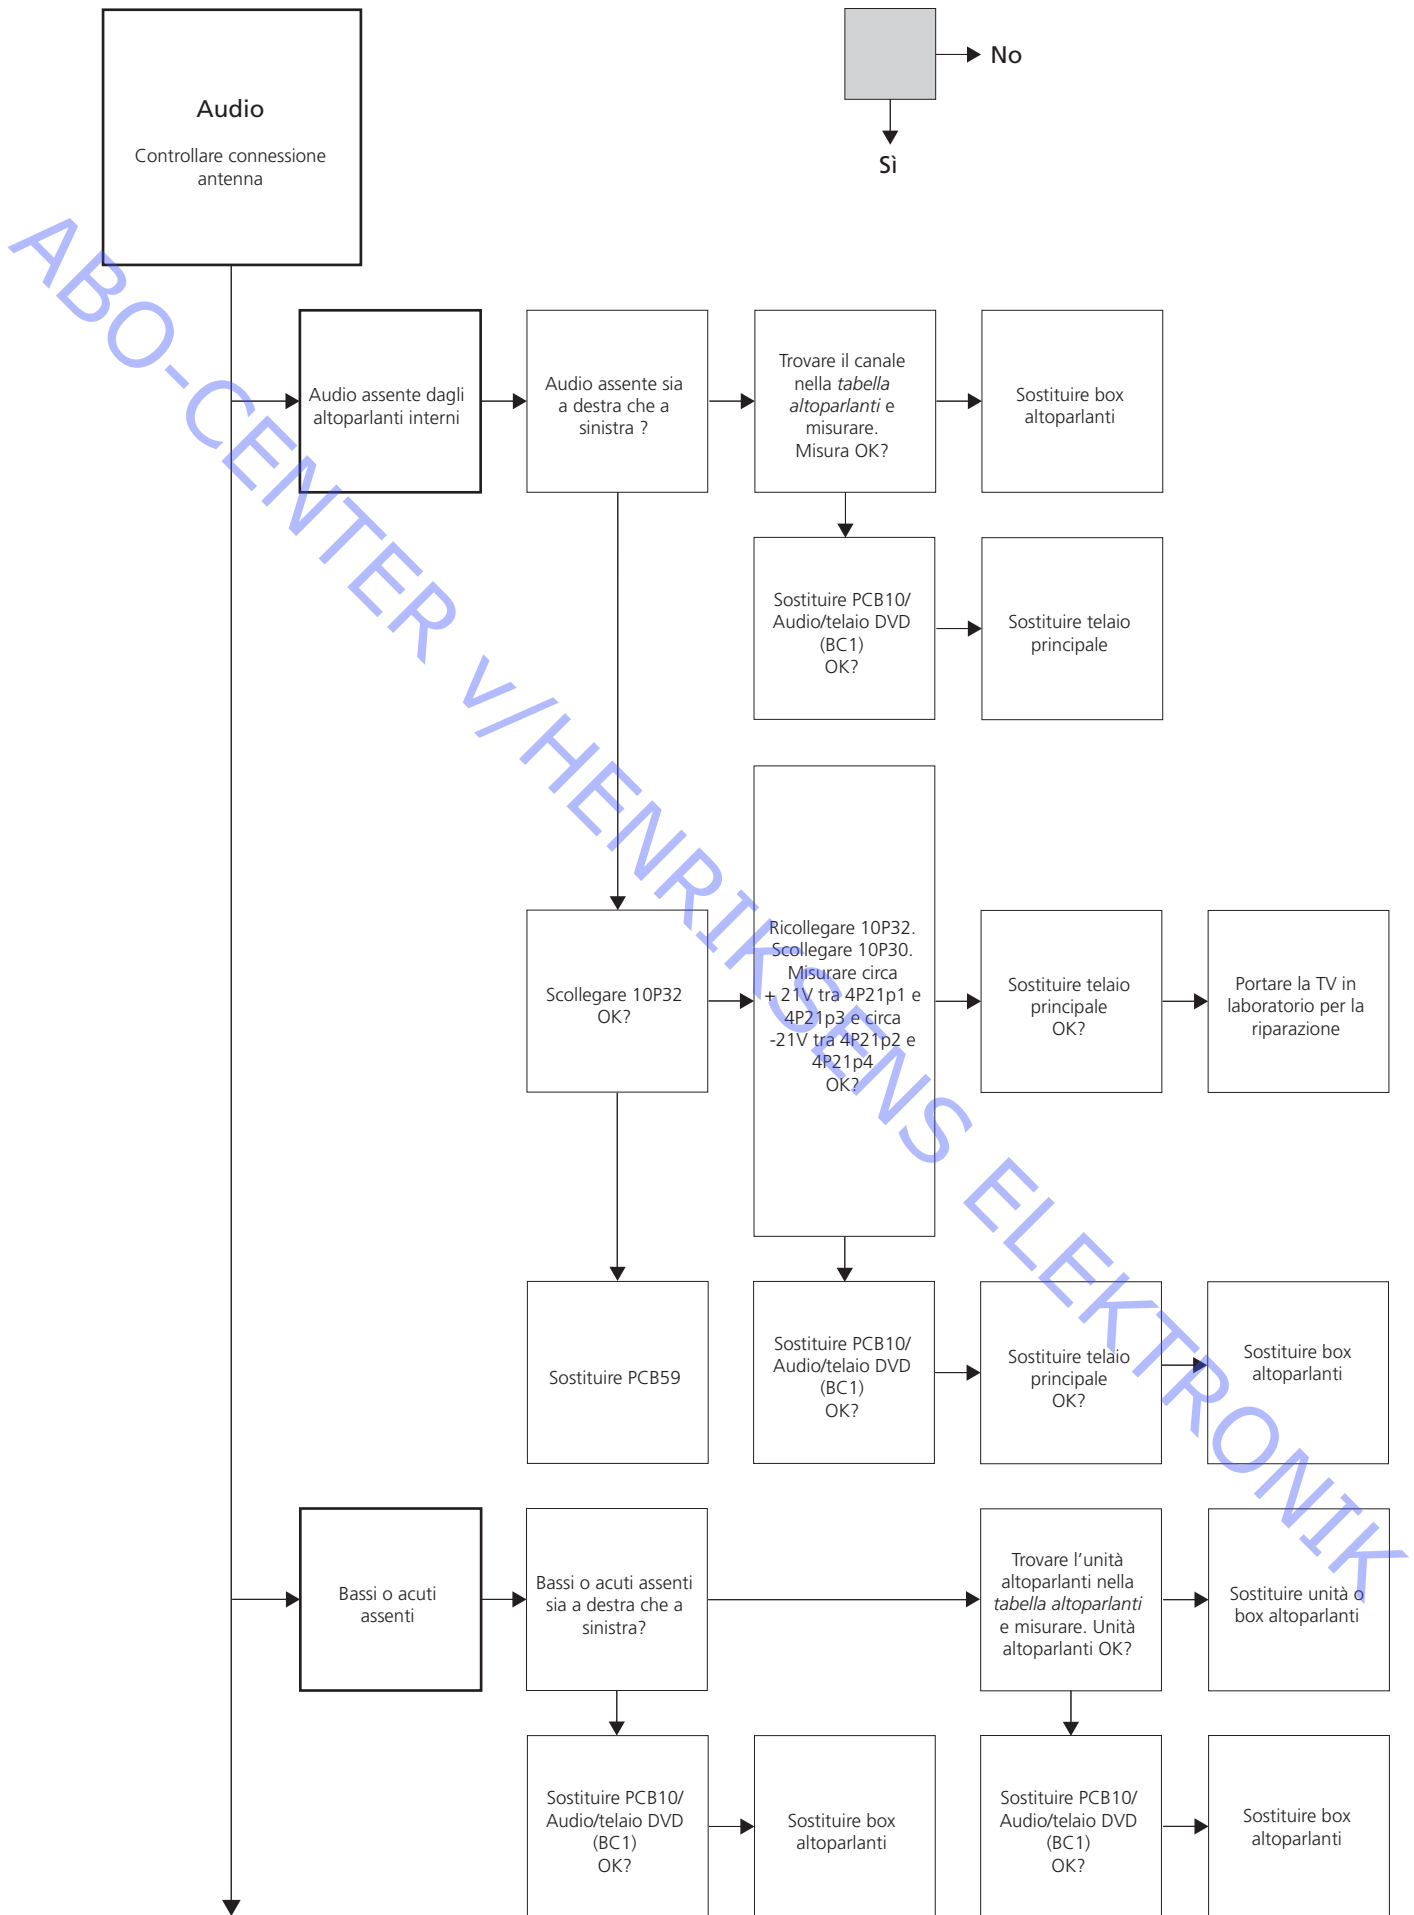 Audio
Controllare connessione
antenna
No
Sì
Audio assente dagli
altoparlanti interni
Audio assente sia
a destra che a
sinistra ?
Trovare il canale
nella tabella
altoparlanti e
misurare.
Misura OK?
Sostituire box
altoparlanti
Sostituire PCB10/
Audio/telaio DVD
(BC1)
OK?
Sostituire telaio
principale
Scollegare 10P32
OK?
Ricollegare 10P32.
Scollegare 10P30.
Misurare circa
+ 21V tra 4P21p1 e
4P21p3 e circa
-21V tra 4P21p2 e
4P21p4
OK?
Sostituire telaio
principale
OK?
Portare la TV in
laboratorio per la
riparazione
Sostituire PCB59
Sostituire PCB10/
Audio/telaio DVD
(BC1)
OK?
Sostituire telaio
principale
OK?
Sostituire box
altoparlanti
Bassi o acuti
assenti
Bassi o acuti assenti
sia a destra che a
sinistra?
Trovare l'unità
altoparlanti nella
tabella altoparlanti
e misurare. Unità
altoparlanti OK?
Sostituire unità o
box altoparlanti
Sostituire PCB10/
Audio/telaio DVD
(BC1)
OK?
Sostituire box
altoparlanti
Sostituire PCB10/
Audio/telaio DVD
(BC1)
OK?
Sostituire box
altoparlanti
ABO-CENTER v/HENRIKSENS ELEKTRONIK